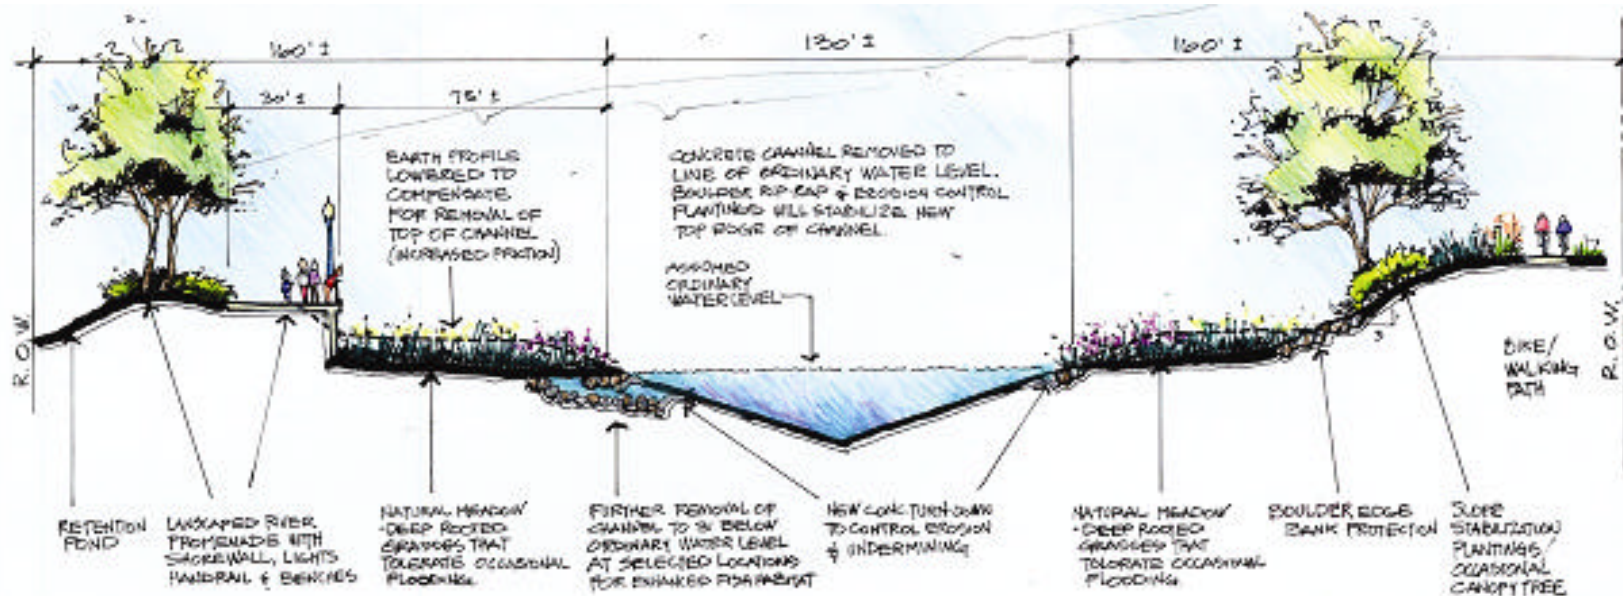 160' ±
130' ±
160' ±
30' ±
75' ±
EARTH PROFILE
LOWERED TO
COMPENSATE
FOR REMOVAL OF
TOP OF CHANNEL
(INCREASED FRICTION)
CONCRETE CHANNEL REMOVED TO
LINE OF ORDINARY WATER LEVEL.
BOULDER RIP-RAP & EROSION CONTROL
PLANTINGS WILL STABILIZE NEW
TOP EDGE OF CHANNEL.
ASSUMED
ORDINARY
WATER LEVEL
R.O.W.
3
BIKE/
WALKING
PATH
R.O.W.
RETENTION
POND
LANSCAPED RIVER
PROMENADE WITH
SHOREWALL, LIGHTS
HANDRAIL & BENCHES
NATURAL MEADOW
-DEEP ROOTED
GRASSES THAT
TOLERATE OCCASIONAL
FLOODING.
FURTHER REMOVAL OF
CHANNEL TO 3' BELOW
ORDINARY WATER LEVEL
AT SELECTED LOCATIONS
FOR ENHANCED FISH HABITAT
NEW CONC. TURN-DOWN
TO CONTROL EROSION
& UNDERMINING
NATURAL MEADOW
-DEEP ROOTED
GRASSES THAT
TOLORATE OCCASIONAL
FLOODING
BOULDER EDGE
BANK PROTECTION
SLOPE
STABILIZATION
PLANTINGS/
OCCASIONAL
CANOPY TREE